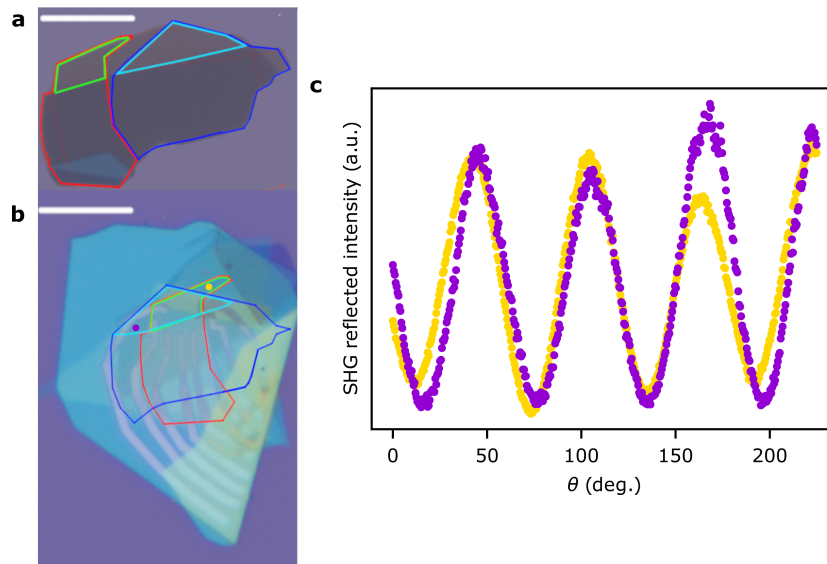 a
b
c
SHG reflected intensity (a.u.)
0 50 100 150 200
θ (deg.)